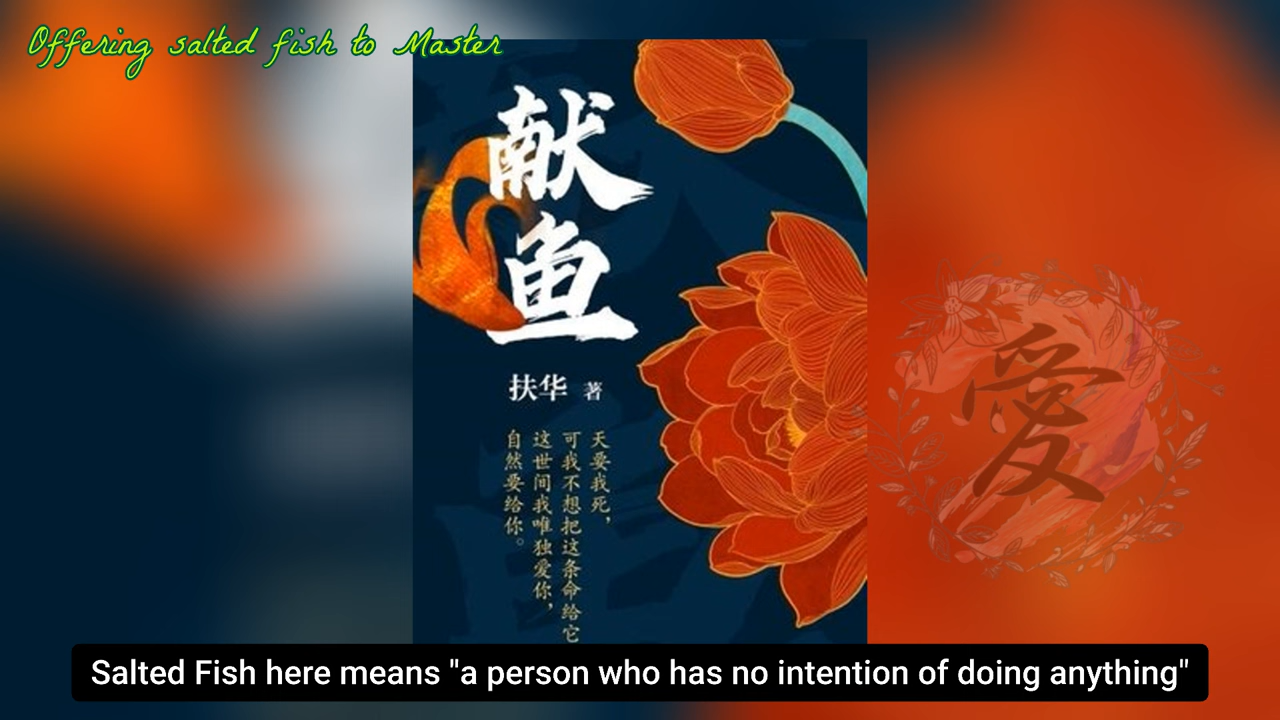 Offering salted fish to Master
献
鱼
扶华 著
天要我死，
可我不想把这条命给它
这世间我唯独爱你，
自然要给你。
愛
Salted Fish here means "a person who has no intention of doing anything"